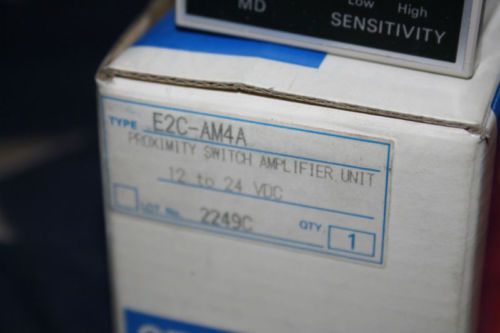 Low High
MD SENSITIVITY
TYPE E2C-AM4A
PROXIMITY SWITCH AMPLIFIER UNIT
12 to 24 VDC
LOT No. 2249C QTY. 1